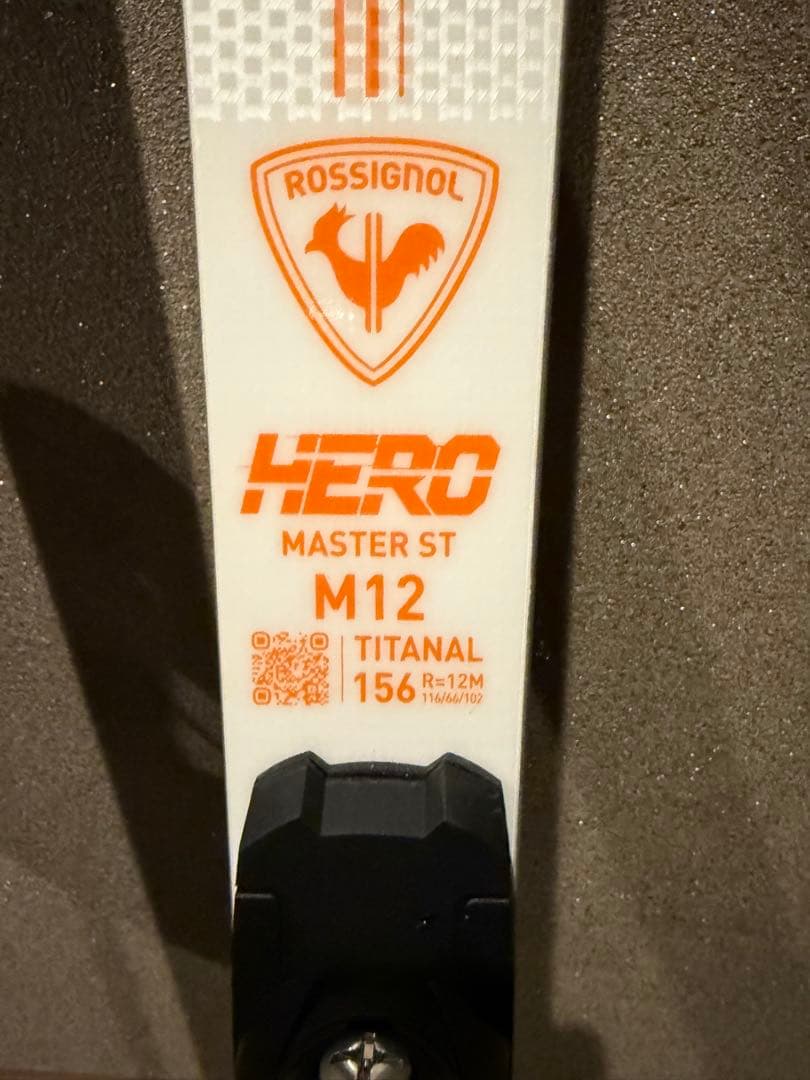 ROSSIGNOL
HERO
MASTER ST
M12
TITANAL
156 R=12M
116/66/102